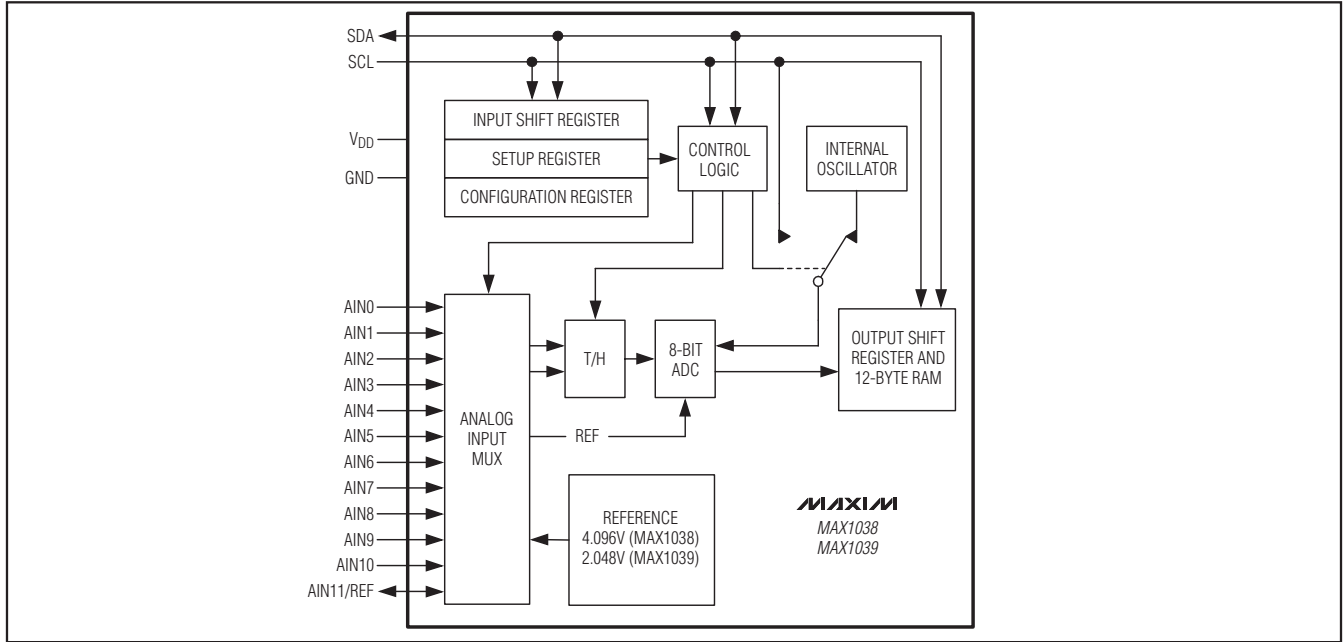 SDA
SCL
VDD
GND
INPUT SHIFT REGISTER
SETUP REGISTER
CONFIGURATION REGISTER
CONTROL
LOGIC
INTERNAL
OSCILLATOR
AIN0
AIN1
AIN2
AIN3
AIN4
AIN5
AIN6
AIN7
AIN8
AIN9
AIN10
AIN11/REF
ANALOG
INPUT
MUX
T/H
8-BIT
ADC
REF
OUTPUT SHIFT
REGISTER AND
12-BYTE RAM
REFERENCE
4.096V (MAX1038)
2.048V (MAX1039)
MAXIM
MAX1038
MAX1039